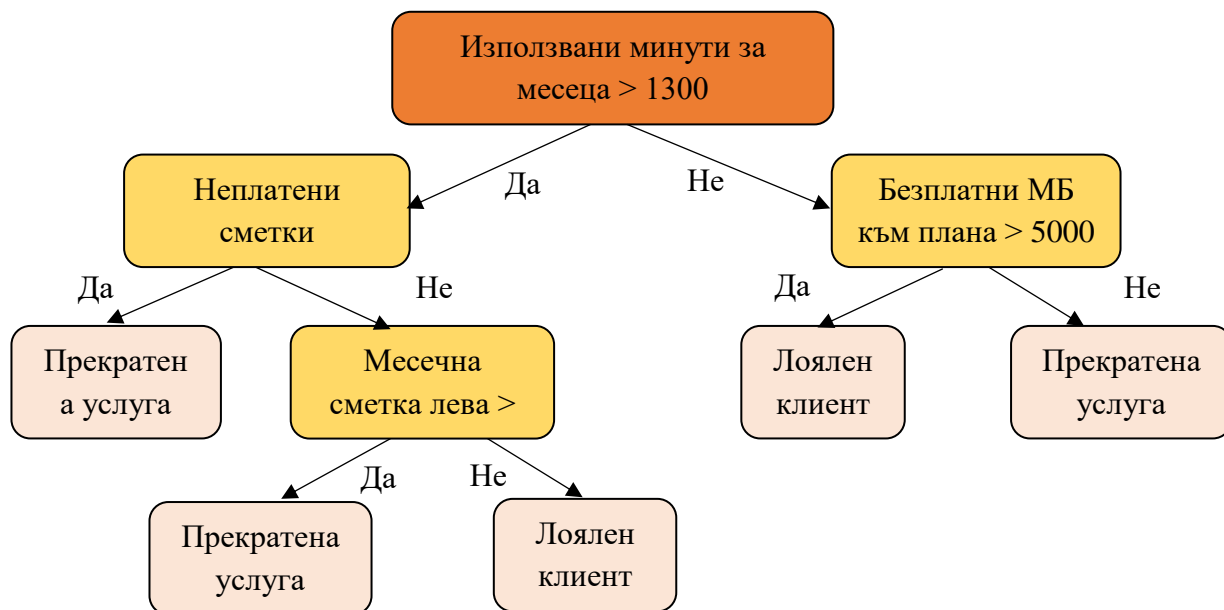 Използвани минути за
месеца > 1300
Неплатени
сметки
Да
Не
Безплатни МБ
към плана > 5000
Да
Не
Да
Не
Прекратен
а услуга
Месечна
сметка лева >
Лоялен
клиент
Прекратена
услуга
Да
Не
Прекратена
услуга
Лоялен
клиент